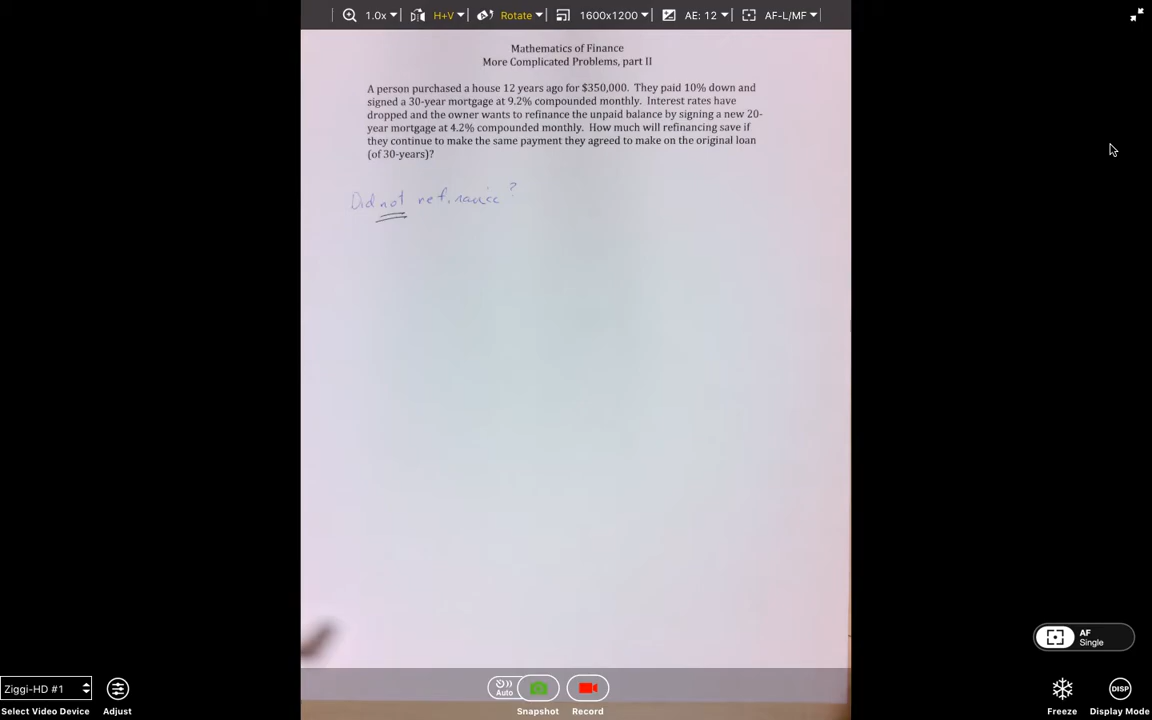 1.0x H+V Rotate 1600x1200 AE: 12 AF-L/MF
Mathematics of Finance
More Complicated Problems, part II
A person purchased a house 12 years ago for $350,000. They paid 10% down and
signed a 30-year mortgage at 9.2% compounded monthly. Interest rates have
dropped and the owner wants to refinance the unpaid balance by signing a new 20-
year mortgage at 4.2% compounded monthly. How much will refinancing save if
they continue to make the same payment they agreed to make on the original loan
(of 30-years)?
Did not refinance?
AF
Single
Ziggi-HD #1
Auto
DISP
Select Video Device Adjust Snapshot Record Freeze Display Mode